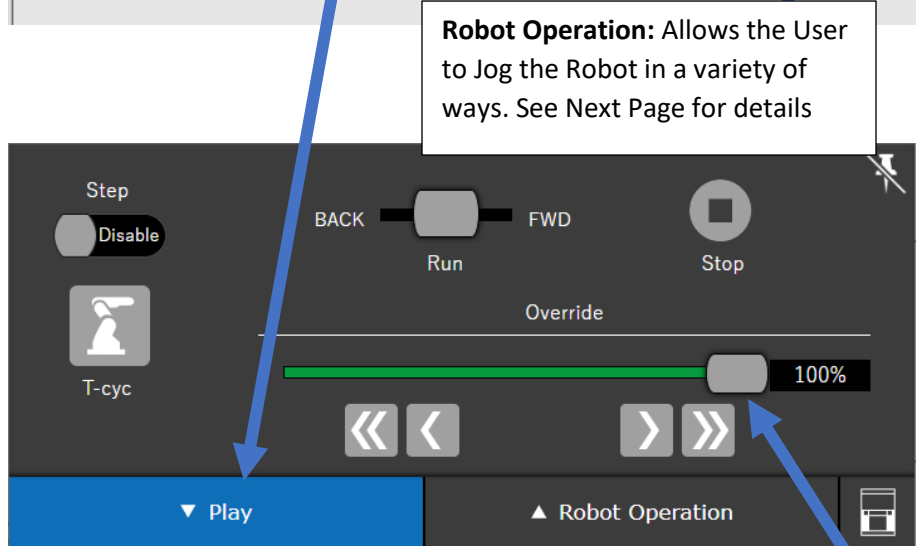 Robot Operation: Allows the User
to Jog the Robot in a variety of
ways. See Next Page for details
Step
Disable
BACK
FWD
Run
Stop
T-cyc
Override
100%
▼ Play
▲ Robot Operation